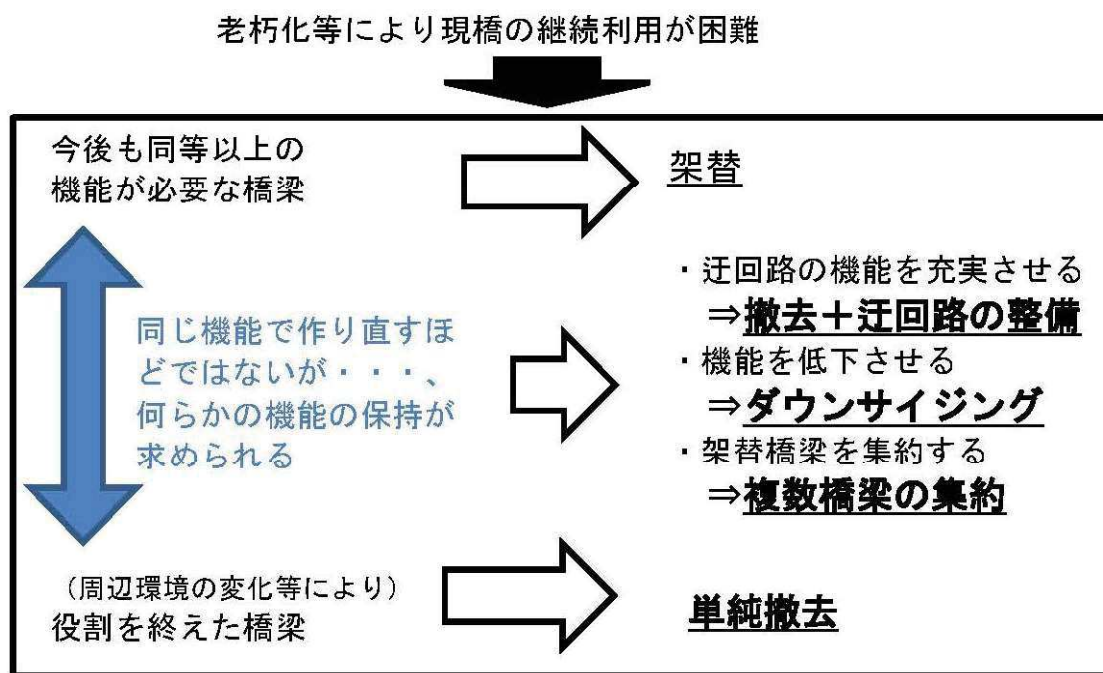 老朽化等により現橋の継続利用が困難
今後も同等以上の
機能が必要な橋梁
架替
同じ機能で作り直すほ
どではないが・・・、
何らかの機能の保持が
求められる
・迂回路の機能を充実させる
⇒撤去＋迂回路の整備
・機能を低下させる
⇒ダウンサイジング
・架替橋梁を集約する
⇒複数橋梁の集約
（周辺環境の変化等により）
役割を終えた橋梁
単純撤去